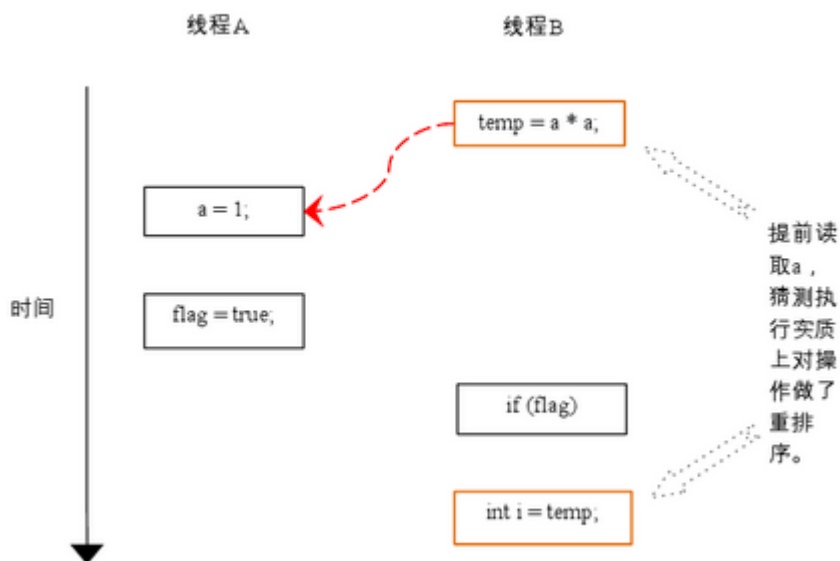 线程A
线程B
temp = a * a;
a = 1;
flag = true;
时间
if (flag)
int i = temp;
提前读
取a，
猜测执
行实质
上对操
作做了
重排
序。